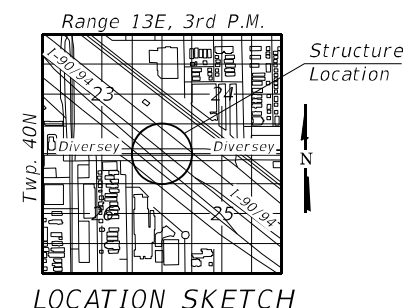 Range 13E, 3rd P.M.
Structure
Location
I-90/94
23
24
Twp. 40N
Diversey
Diversey
N
I-90/94
26
25
LOCATION SKETCH